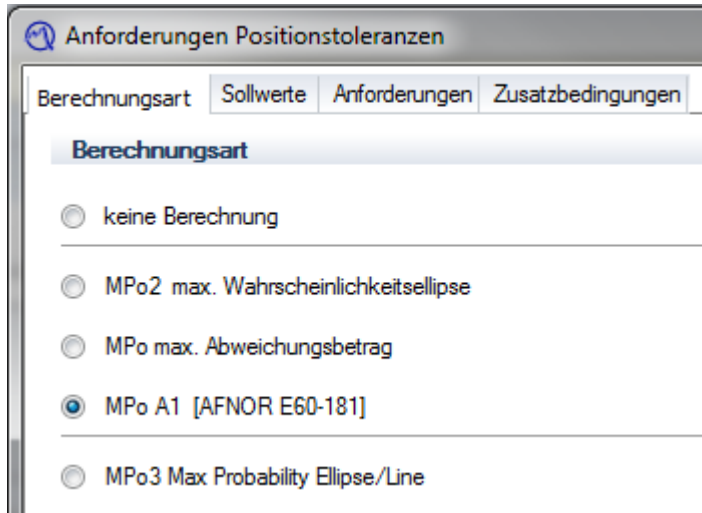 Anforderungen Positionstoleranzen
Berechnungsart Sollwerte Anforderungen Zusatzbedingungen
Berechnungsart
keine Berechnung
MPo2 max. Wahrscheinlichkeitsellipse
MPo max. Abweichungsbetrag
MPo A1 [AFNOR E60-181]
MPo3 Max Probability Ellipse/Line